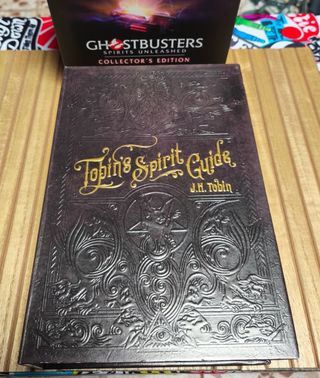 GHOSTBUSTERS
SPIRITS UNLEASHED
COLLECTOR'S EDITION
Tobin's Spirit Guide
J.H. Tobin